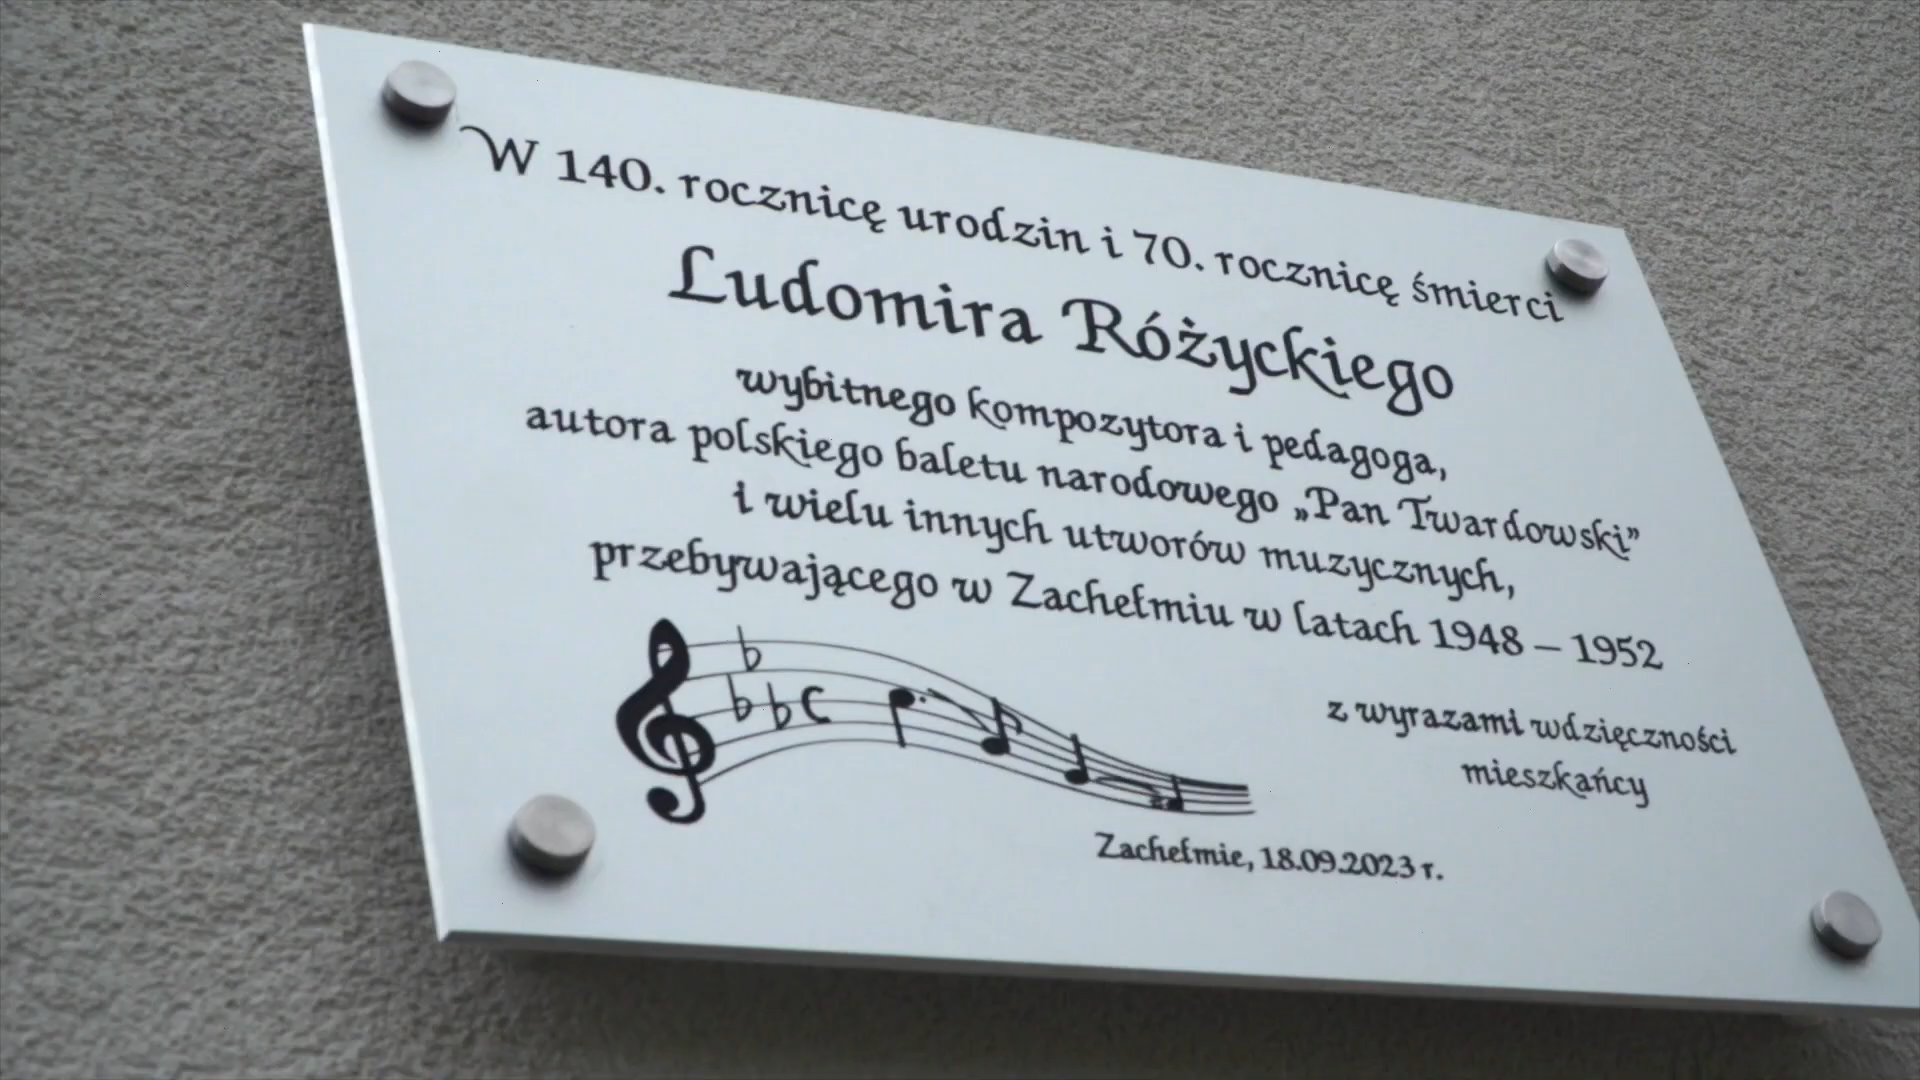 W 140. rocznicę urodzin i 70. rocznicę śmierci
Ludomira Różyckiego
wybitnego kompozytora i pedagoga,
autora polskiego baletu narodowego „Pan Twardowski”
i wielu innych utworów muzycznych,
przebywającego w Zachełmiu w latach 1948 – 1952
z wyrazami wdzięczności
mieszkańcy
Zachełmie, 18.09.2023 r.